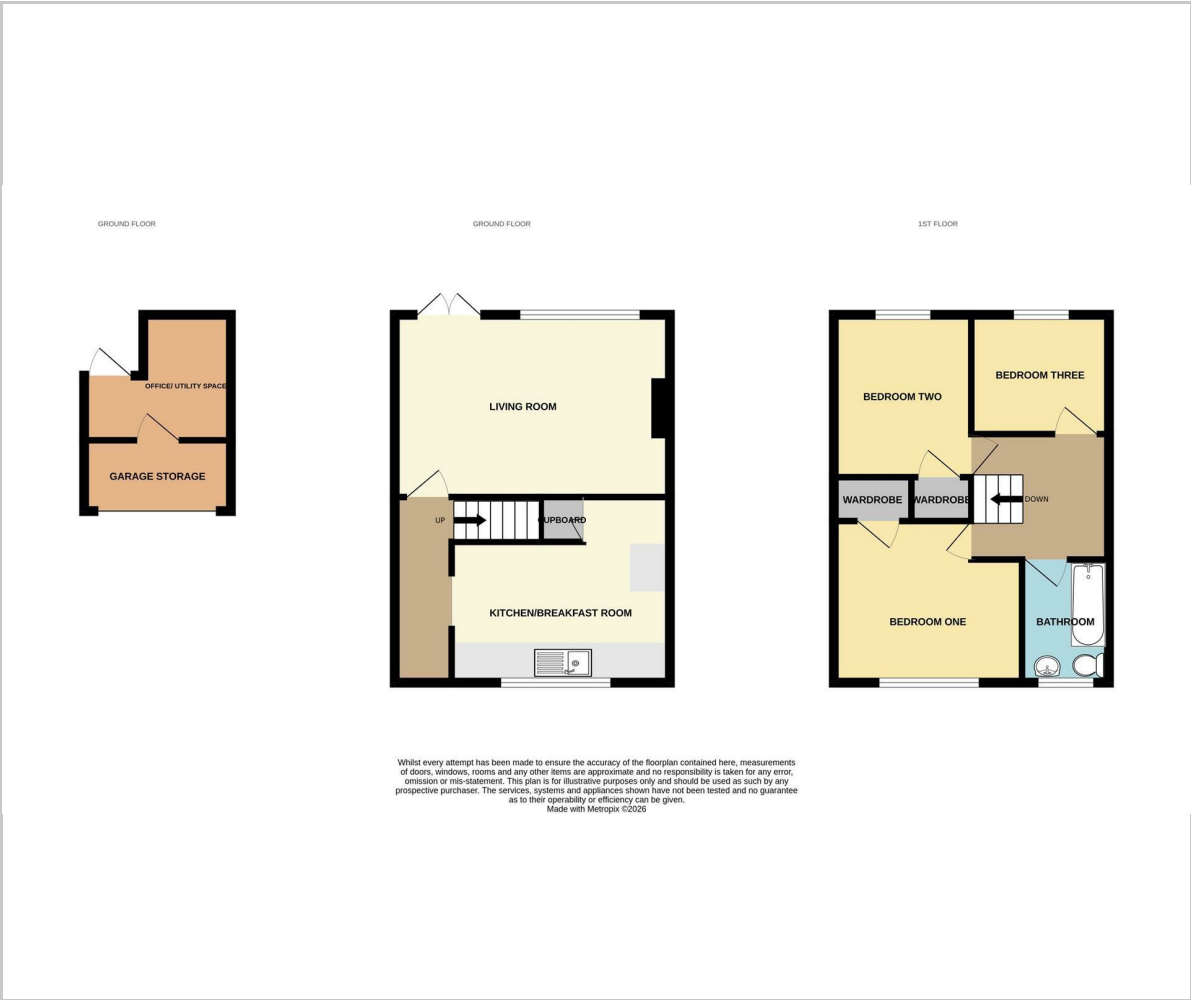 GROUND FLOOR
OFFICE/ UTILITY SPACE
GARAGE STORAGE
GROUND FLOOR
LIVING ROOM
UP
CUPBOARD
KITCHEN/BREAKFAST ROOM
1ST FLOOR
BEDROOM TWO
BEDROOM THREE
WARDROBE
WARDROBE
DOWN
BEDROOM ONE
BATHROOM
Whilst every attempt has been made to ensure the accuracy of the floorplan contained here, measurements
of doors, windows, rooms and any other items are approximate and no responsibility is taken for any error,
omission or mis-statement. This plan is for illustrative purposes only and should be used as such by any
prospective purchaser. The services, systems and appliances shown have not been tested and no guarantee
as to their operability or efficiency can be given.
Made with Metropix ©2026